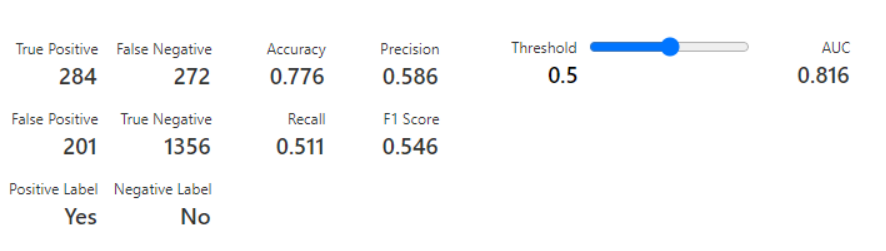 True Positive False Negative Accuracy Precision Threshold AUC
284 272 0.776 0.586 0.5 0.816
False Positive True Negative Recall F1 Score
201 1356 0.511 0.546
Positive Label Negative Label
Yes No